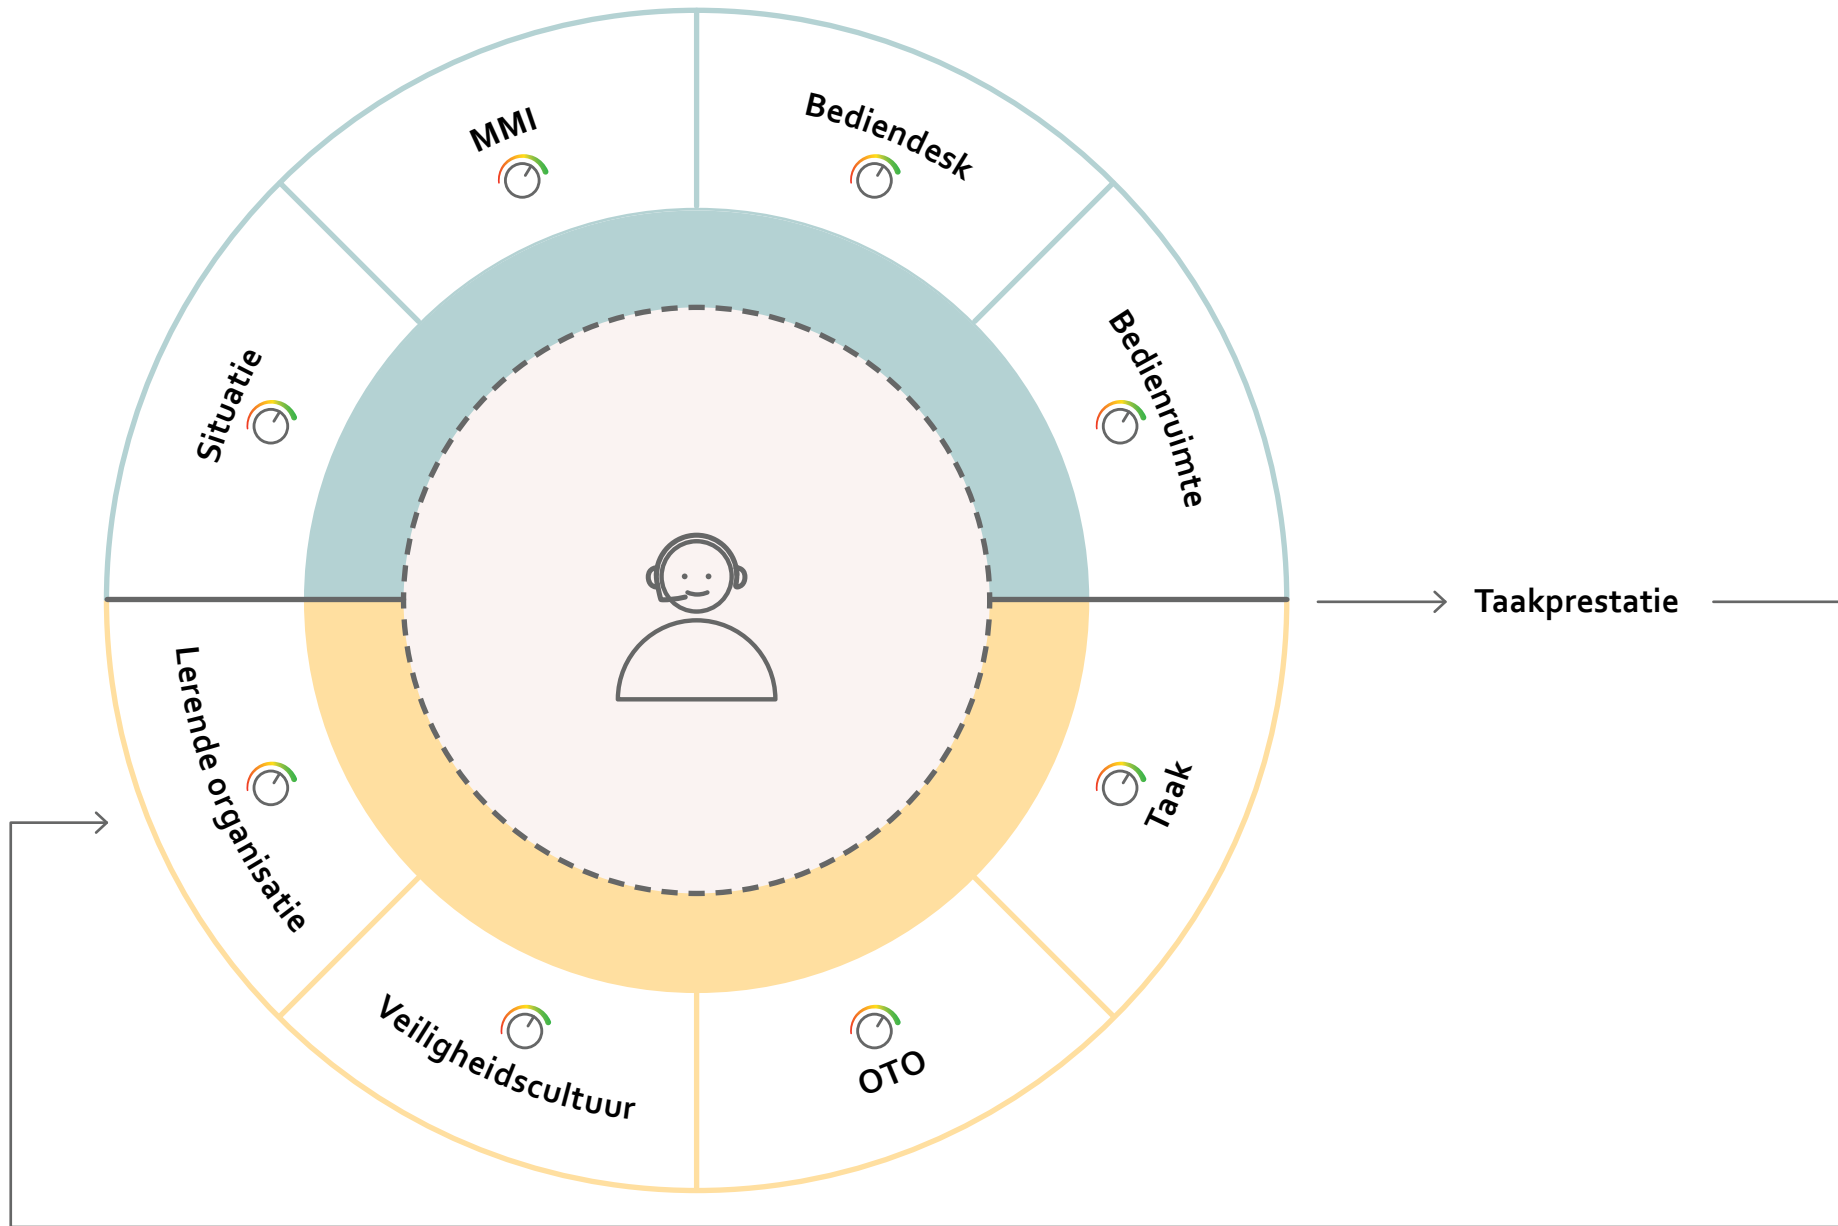 MMI
Bediendesk
Situatie
Bedienruimte
Taakprestatie
Lerende organisatie
Taak
Veiligheidscultuur
OTO